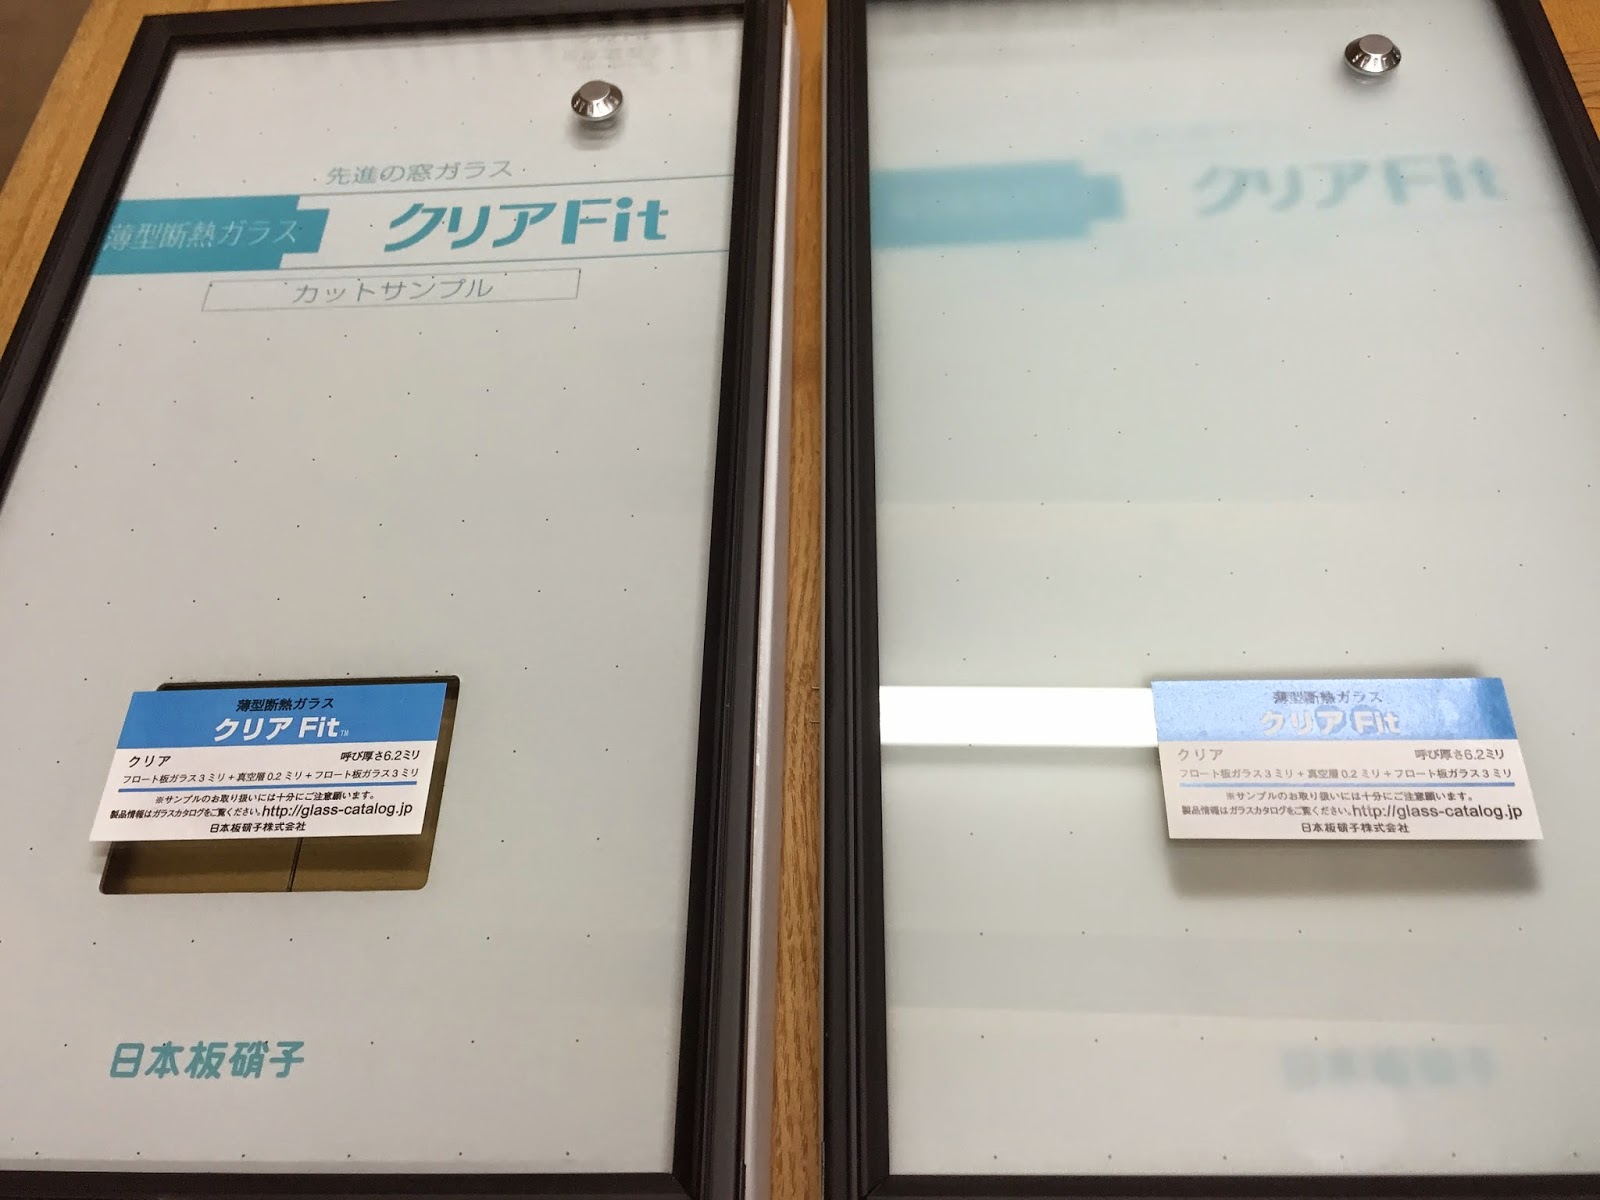 先進の窓ガラス
薄型断熱ガラス クリアFit
カットサンプル
薄型断熱ガラス
クリア Fit™
クリア 呼び厚さ6.2ミリ
フロート板ガラス3ミリ+真空層0.2ミリ+フロート板ガラス3ミリ
※サンプルのお取り扱いには十分にご注意願います。
製品情報はガラスカタログをご覧ください。http://glass-catalog.jp
日本板硝子株式会社
日本板硝子
クリアFit
薄型断熱ガラス
クリア Fit
クリア 呼び厚さ6.2ミリ
フロート板ガラス3ミリ+真空層0.2ミリ+フロート板ガラス3ミリ
※サンプルのお取り扱いには十分にご注意願います。
製品情報はガラスカタログをご覧ください。http://glass-catalog.jp
日本板硝子株式会社